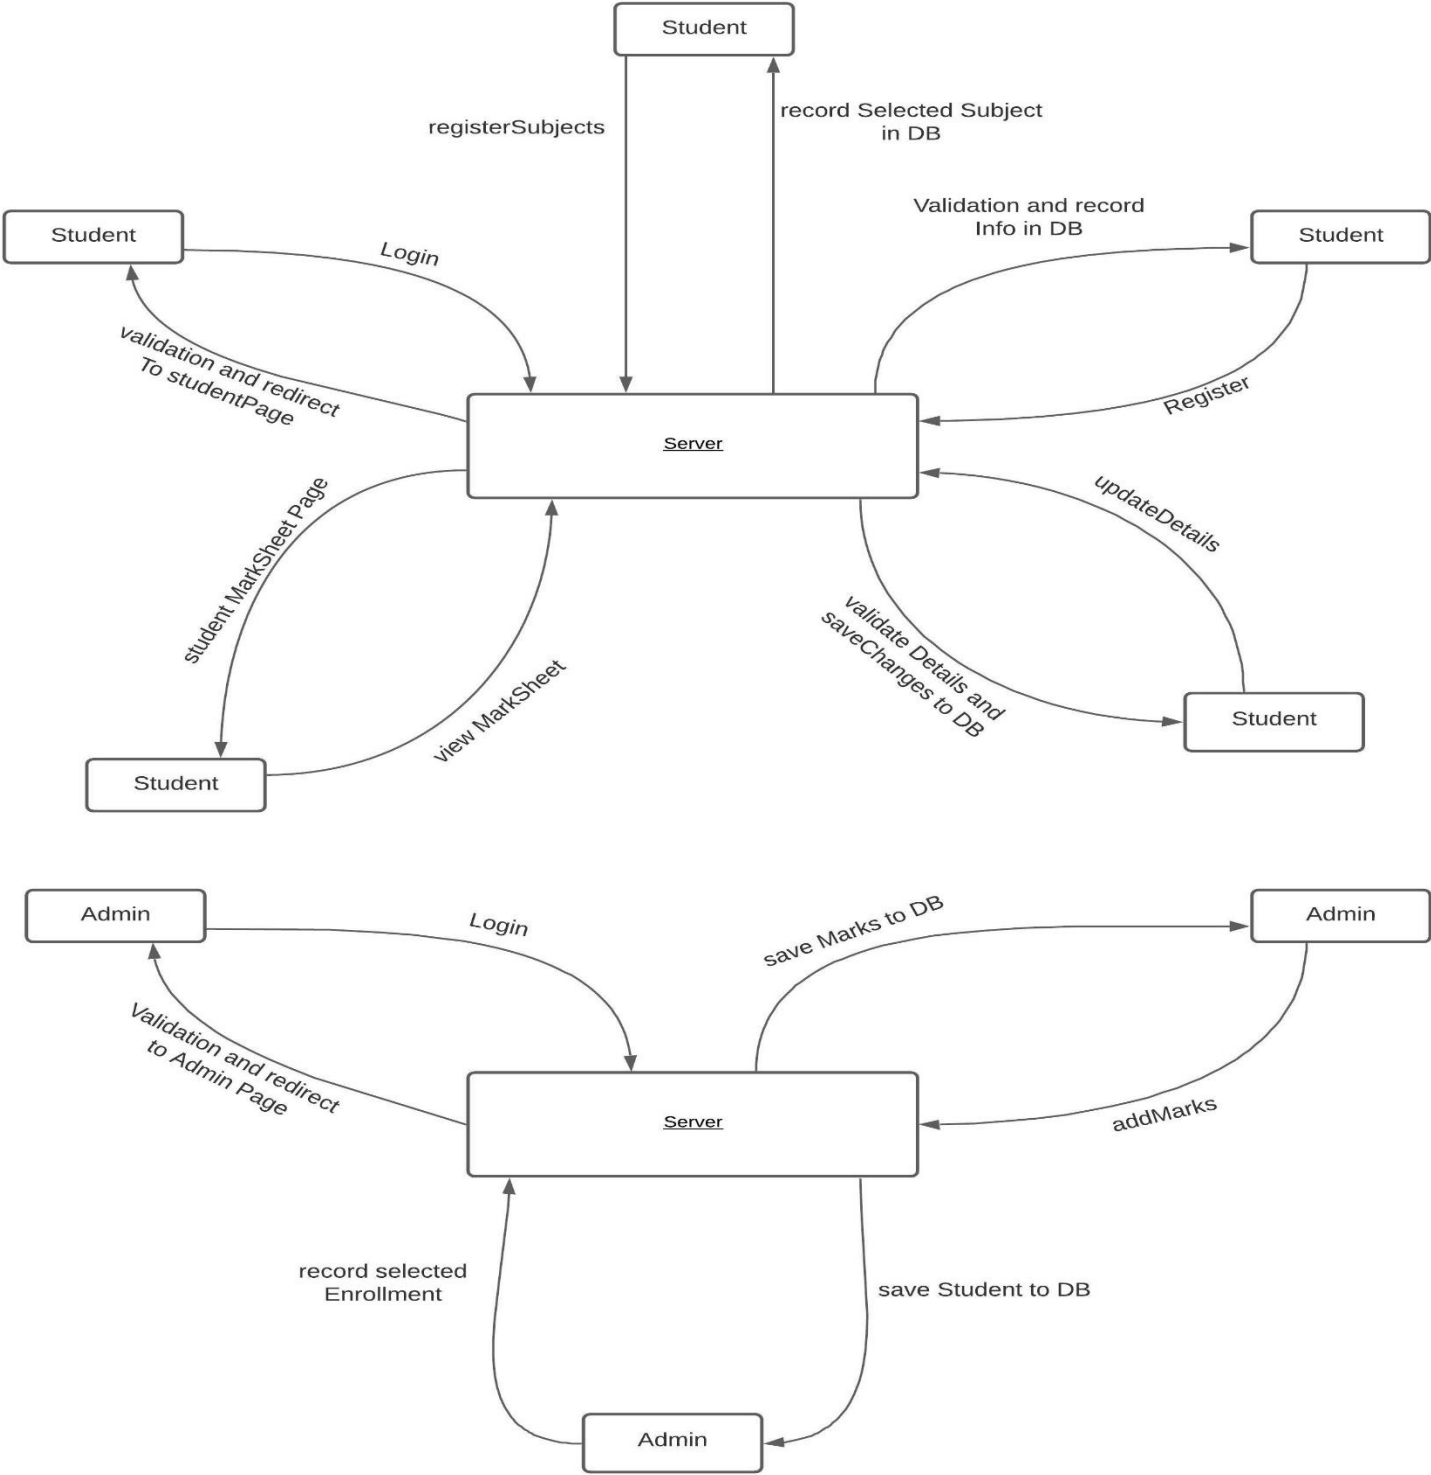 Student
registerSubjects
record Selected Subject
in DB
Validation and record
Info in DB
Student
Student
Login
validation and redirect
To studentPage
Register
Server
student MarkSheet Page
updateDetails
validate Details and
saveChanges to DB
view MarkSheet
Student
Student
Admin
Login
save Marks to DB
Admin
Validation and redirect
to Admin Page
addMarks
Server
record selected
Enrollment
save Student to DB
Admin